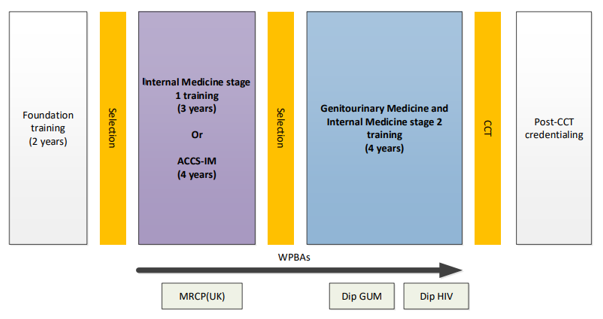 Foundation
training
(2 years)
Selection
Internal Medicine stage
1 training
(3 years)
Or
ACCS-IM
(4 years)
Selection
Genitourinary Medicine and
Internal Medicine stage 2
training
(4 years)
CCT
Post-CCT
credentialing
WPBAs
MRCP(UK)
Dip GUM
Dip HIV